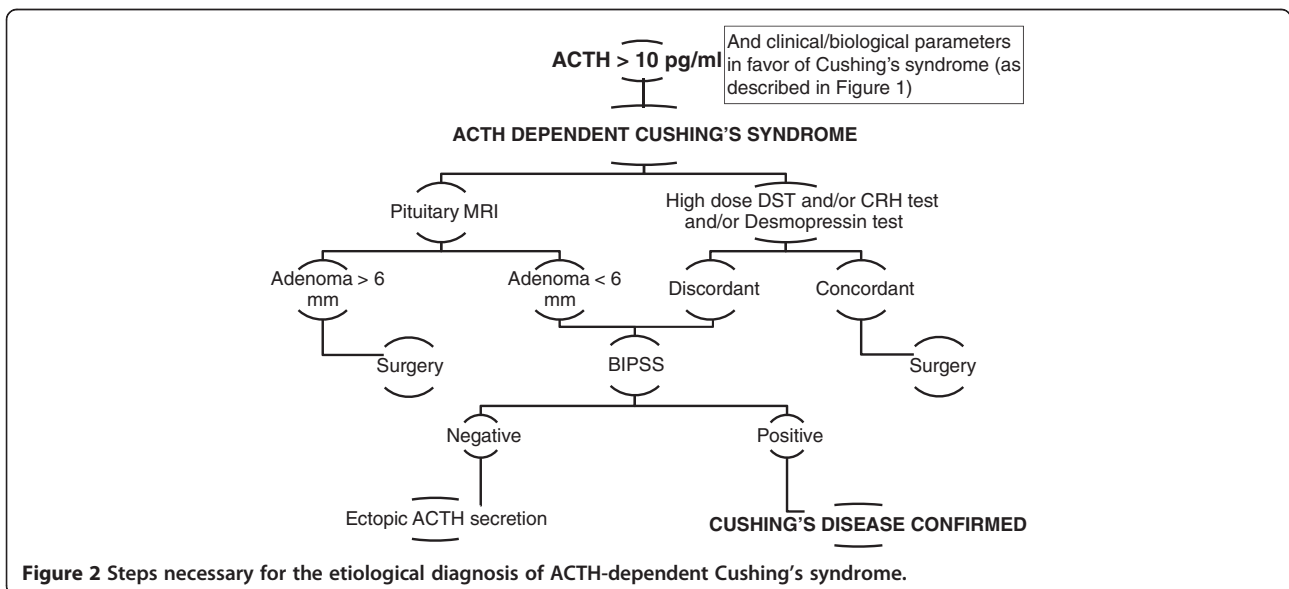 ACTH > 10 pg/ml
And clinical/biological parameters
in favor of Cushing's syndrome (as
described in Figure 1)
ACTH DEPENDENT CUSHING'S SYNDROME
Pituitary MRI
High dose DST and/or CRH test
and/or Desmopressin test
Adenoma > 6
mm
Adenoma < 6
mm
Discordant
Concordant
Surgery
BIPSS
Surgery
Negative
Positive
Ectopic ACTH secretion
CUSHING'S DISEASE CONFIRMED
Figure 2 Steps necessary for the etiological diagnosis of ACTH-dependent Cushing's syndrome.